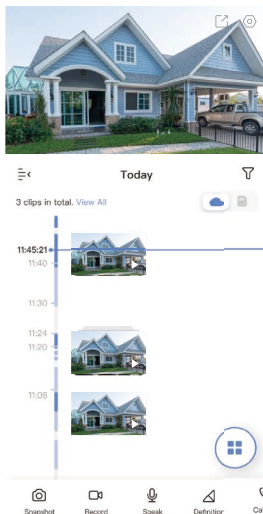 Today
3 clips in total. View All
11:45:21
11:40
11:30
11:24
11:20
11:08
Snapshot Record Speak Definition